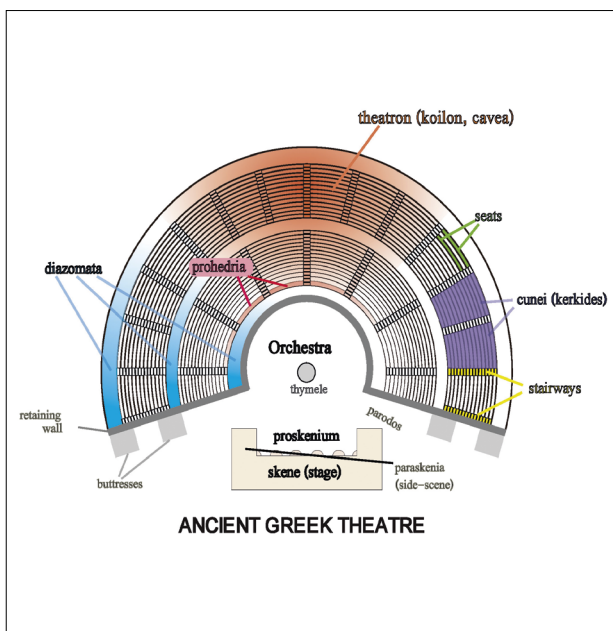 theatron (koilon, cavea)
seats
diazomata
prohedria
cunei (kerkides)
Orchestra
thymele
stairways
retaining
wall
parodos
proskenium
buttresses
skene (stage)
paraskenia
(side-scene)
ANCIENT GREEK THEATRE